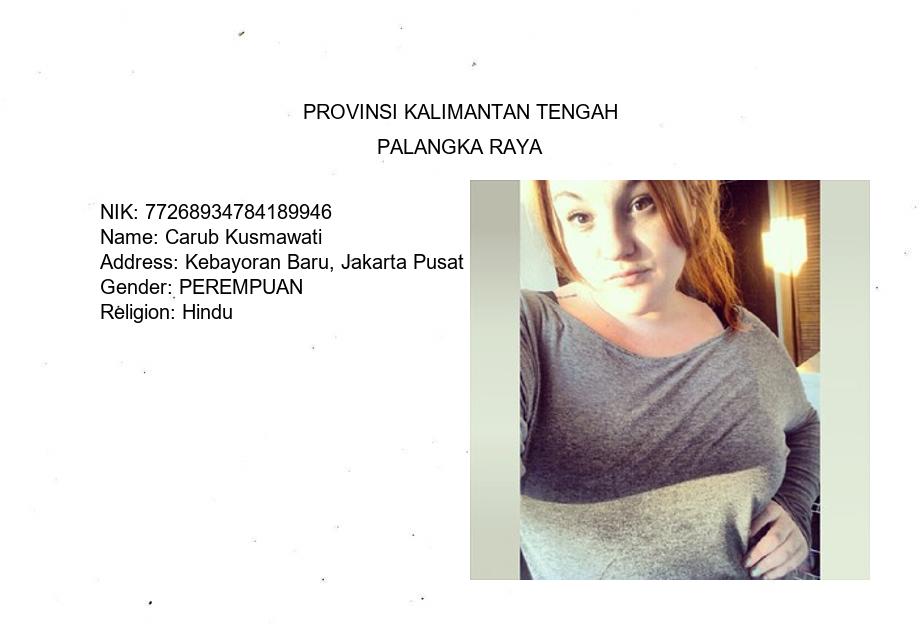 PROVINSI KALIMANTAN TENGAH
PALANGKA RAYA
NIK: 77268934784189946
Name: Carub Kusmawati
Address: Kebayoran Baru, Jakarta Pusat
Gender: PEREMPUAN
Religion: Hindu